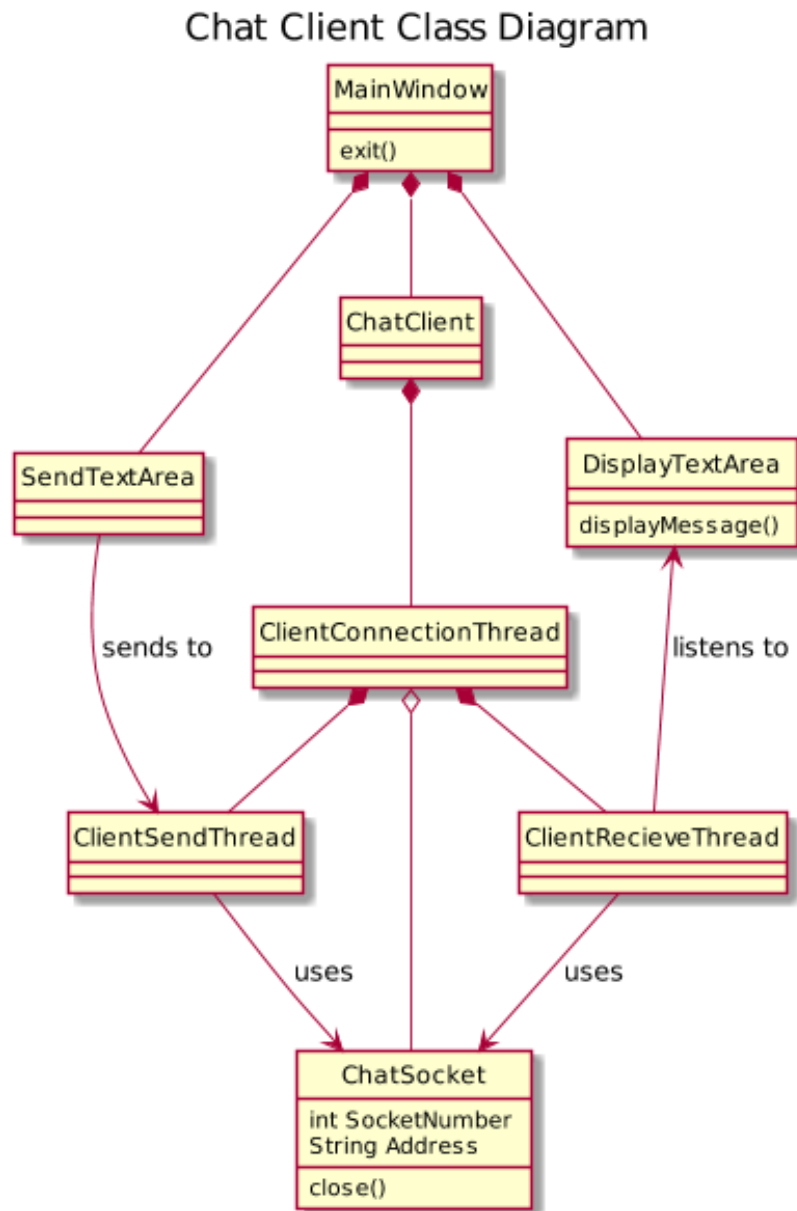 Chat Client Class Diagram
MainWindow
exit()
ChatClient
SendTextArea
DisplayTextArea
displayMessage()
sends to
ClientConnectionThread
listens to
ClientSendThread
ClientRecieveThread
uses
uses
ChatSocket
int SocketNumber
String Address
close()